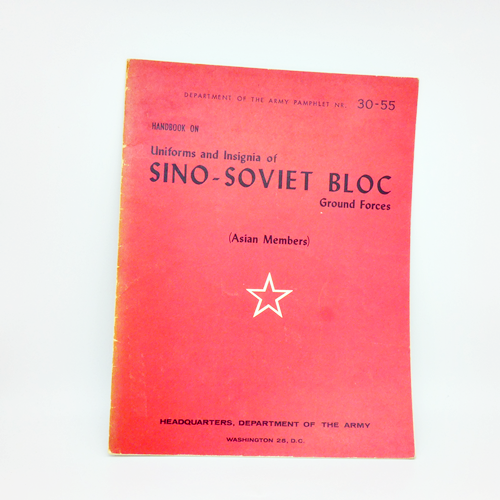 DEPARTMENT OF THE ARMY PAMPHLET NR. 30-55
HANDBOOK ON
Uniforms and Insignia of
SINO-SOVIET BLOC
Ground Forces
(Asian Members)
HEADQUARTERS, DEPARTMENT OF THE ARMY
WASHINGTON 25, D.C.